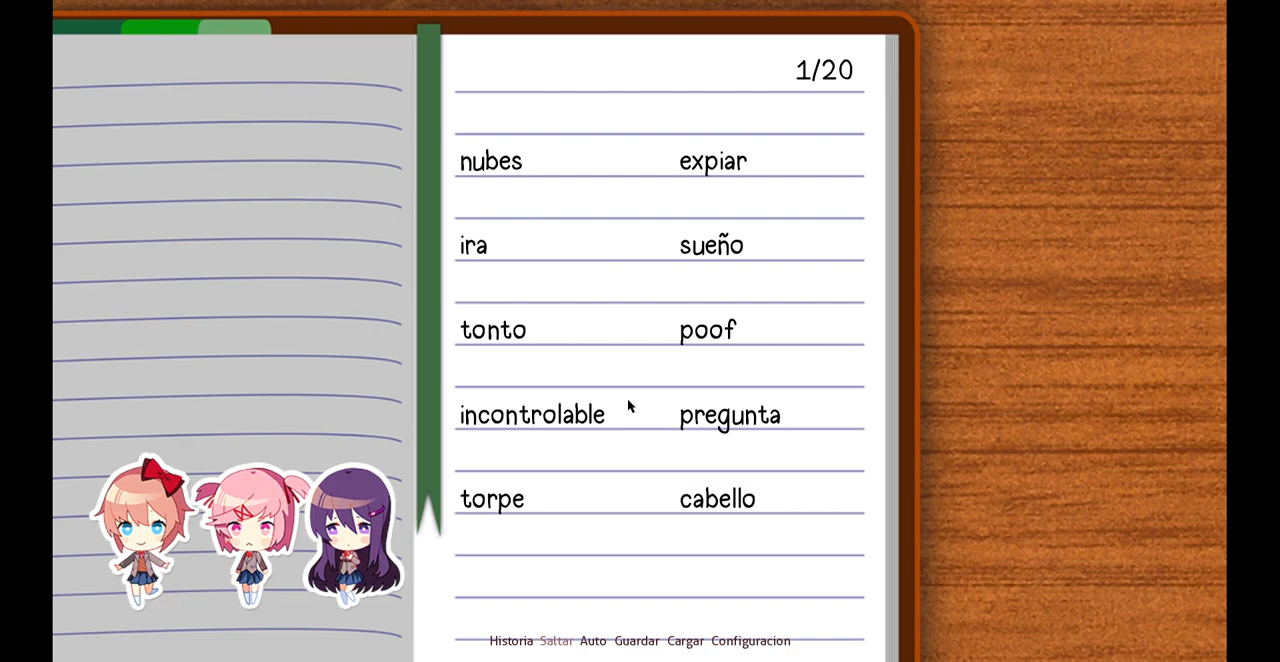 1/20
nubes expiar
ira sueño
tonto poof
incontrolable pregunta
torpe cabello
Historia Saltar Auto Guardar Cargar Configuracion